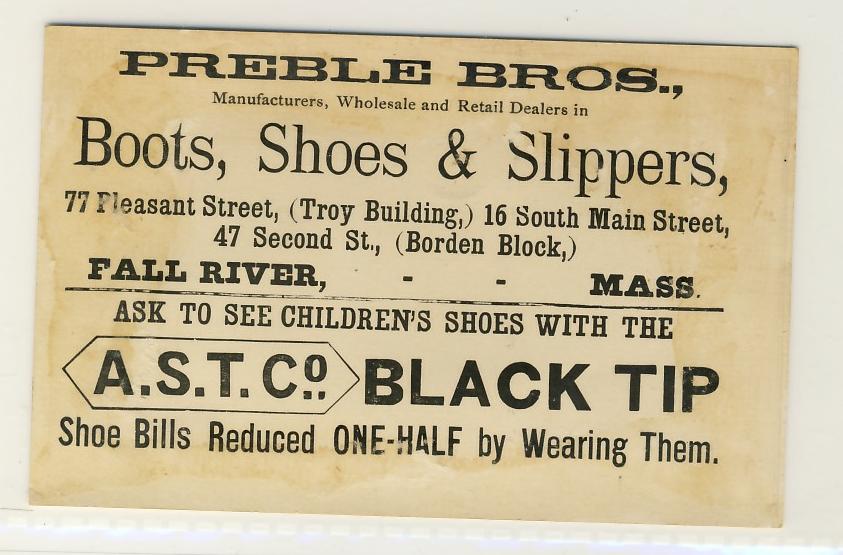 PREBLE BROS.,
Manufacturers, Wholesale and Retail Dealers in
Boots, Shoes & Slippers,
77 Pleasant Street, (Troy Building,) 16 South Main Street,
47 Second St., (Borden Block,)
FALL RIVER, - - MASS.
ASK TO SEE CHILDREN'S SHOES WITH THE
A.S.T. Co. BLACK TIP
Shoe Bills Reduced ONE-HALF by Wearing Them.